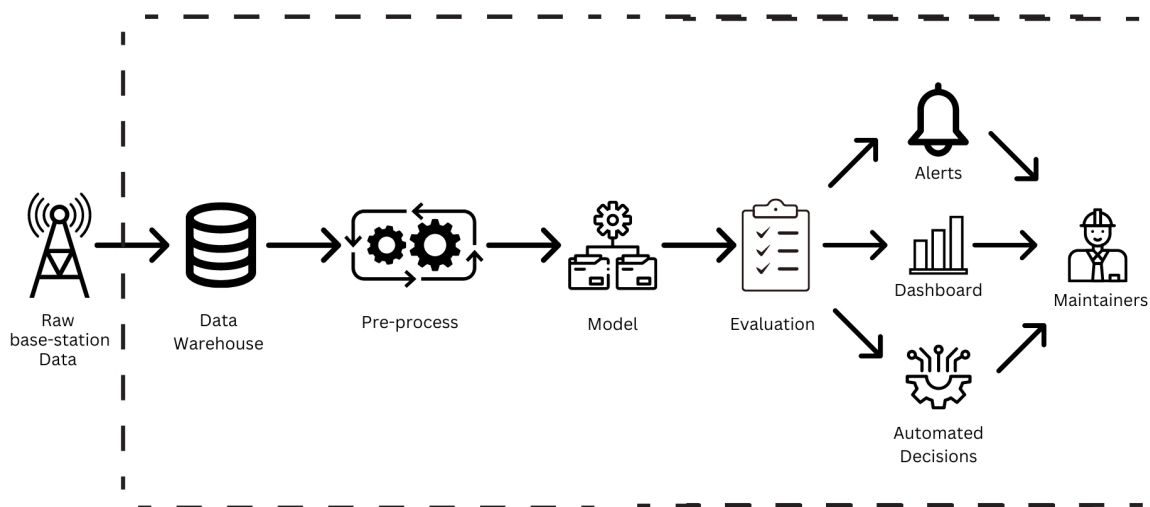 Raw
base-station
Data
Data
Warehouse
Pre-process
Model
Evaluation
Alerts
Dashboard
Automated
Decisions
Maintainers